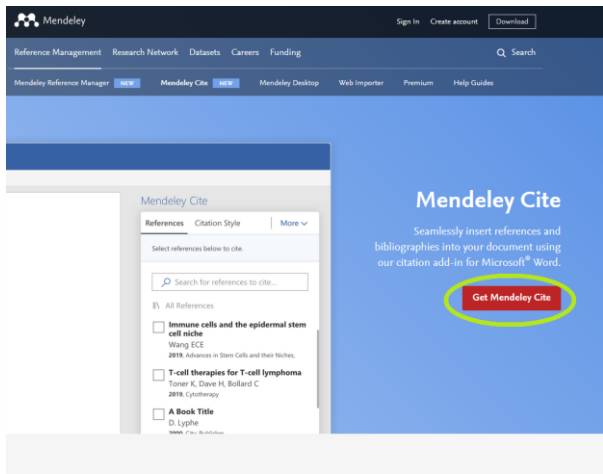 Mendeley
Sign In Create account Download
Reference Management Research Network Datasets Careers Funding Search
Mendeley Reference Manager NEW Mendeley Cite NEW Mendeley Desktop Web Importer Premium Help Guides
Mendeley Cite
References Citation Style More
Select references below to cite.
Search for references to cite...
All References
Immune cells and the epidermal stem
cell niche
Wang ECE
2019, Advances in Stem Cells and their Niches,
T-cell therapies for T-cell lymphoma
Toner K, Dave H, Bollard C
2019, Cytotherapy
A Book Title
D. Lyphe
2000, City Publisher
Mendeley Cite
Seamlessly insert references and
bibliographies into your document using
our citation add-in for Microsoft® Word.
Get Mendeley Cite